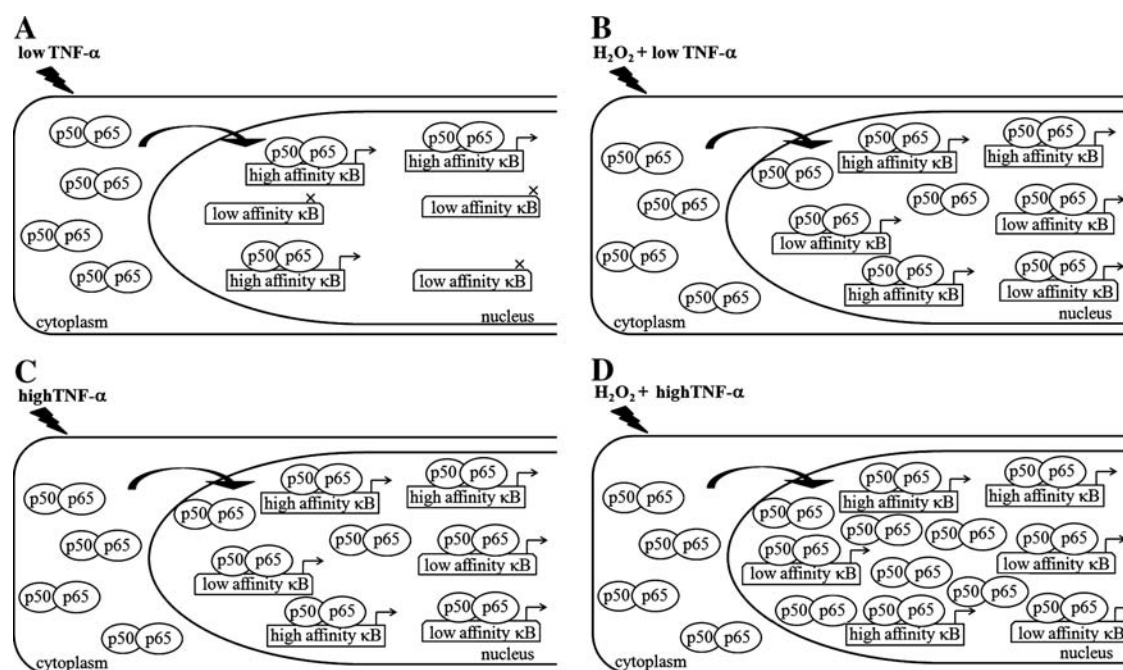 A
low TNF-α
p50 p65
p50 p65
p50 p65
p50 p65
cytoplasm
p50 p65
high affinity κB
p50 p65
high affinity κB
×
low affinity κB
×
low affinity κB
p50 p65
high affinity κB
×
low affinity κB
nucleus
B
H₂O₂ + low TNF-α
p50 p65
p50 p65
p50 p65
p50 p65
cytoplasm
p50 p65
high affinity κB
p50 p65
high affinity κB
p50 p65
p50 p65
p50 p65
low affinity κB
p50 p65
low affinity κB
p50 p65
high affinity κB
p50 p65
low affinity κB
nucleus
C
highTNF-α
p50 p65
p50 p65
p50 p65
p50 p65
cytoplasm
p50 p65
high affinity κB
p50 p65
high affinity κB
p50 p65
p50 p65
p50 p65
low affinity κB
p50 p65
low affinity κB
p50 p65
high affinity κB
p50 p65
low affinity κB
nucleus
D
H₂O₂ + highTNF-α
p50 p65
p50 p65
p50 p65
p50 p65
cytoplasm
p50 p65
high affinity κB
p50 p65
high affinity κB
p50 p65
p50 p65
p50 p65
p50 p65
low affinity κB
p50 p65
low affinity κB
p50 p65
p50 p65
p50 p65
p50 p65
high affinity κB
p50 p65
low affinity κB
nucleus